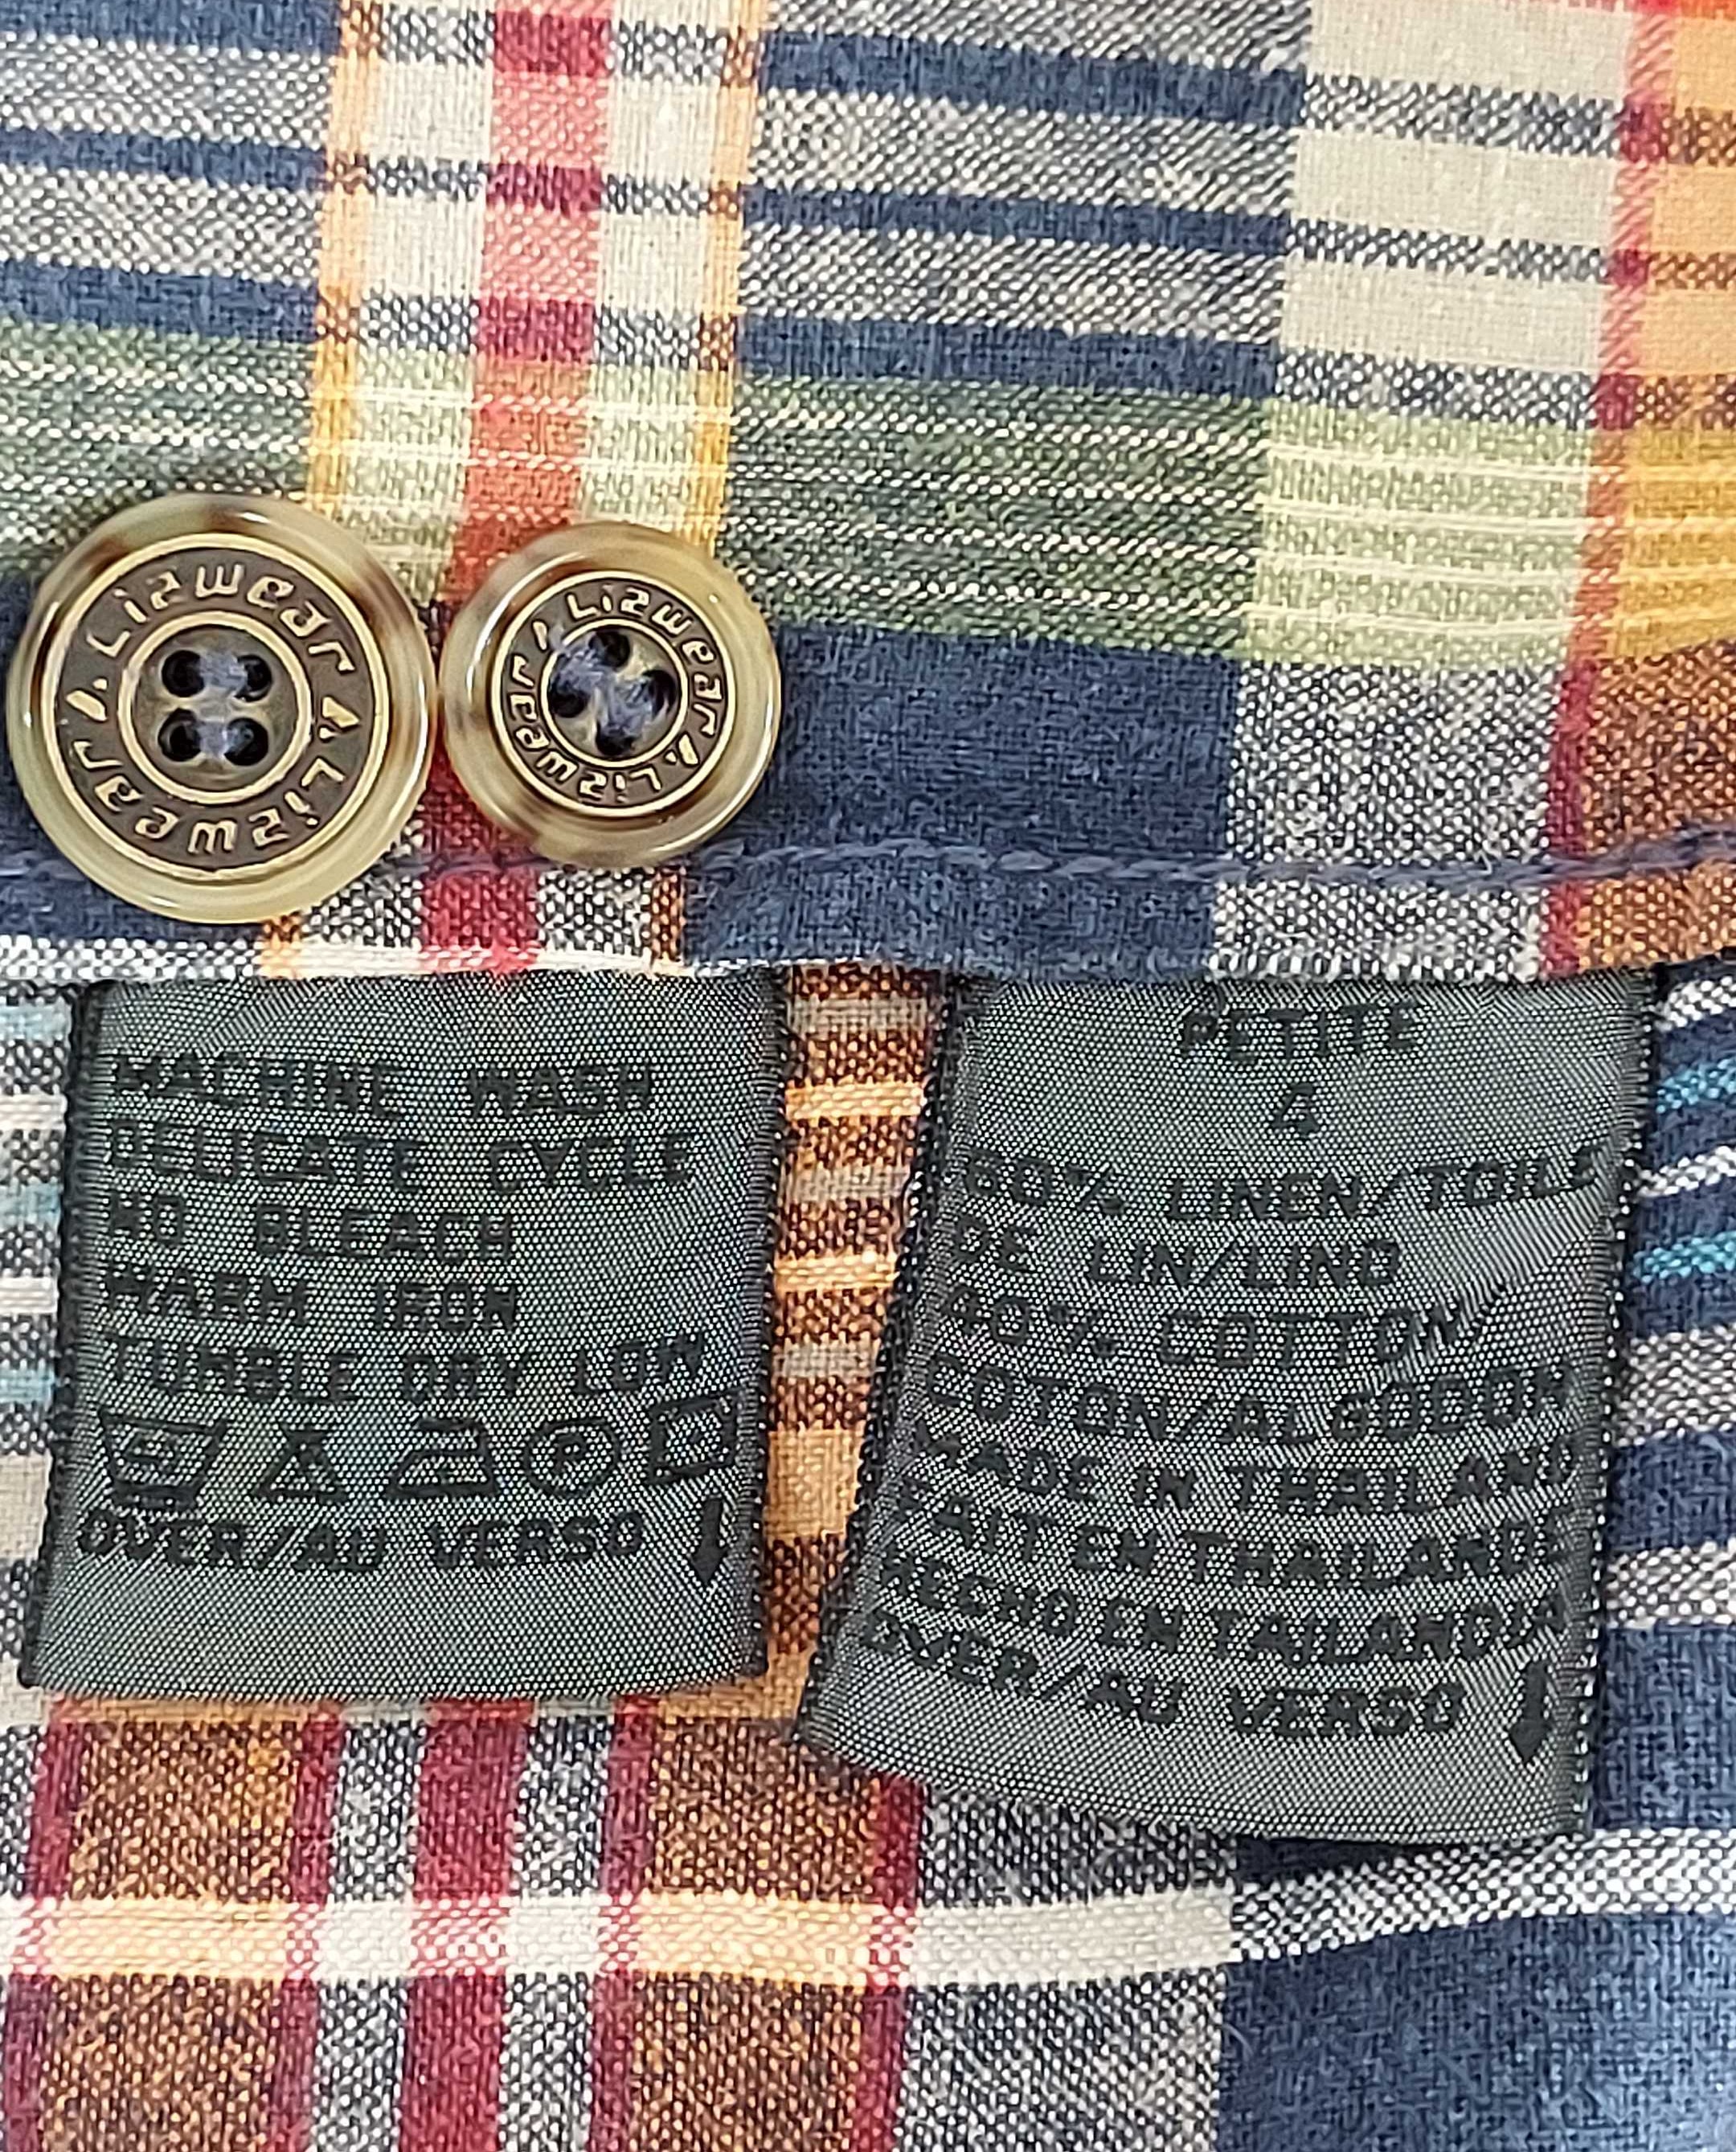 Lizwear Lizwear
Lizwear Lizwear
MACHINE WASH
DELICATE CYCLE
NO BLEACH
WARM IRON
TUMBLE DRY LOW
OVER/AU VERSO
PETITE
60% LINEN/TOILE
DE LIN/LINO
40% COTTON/
COTON/ALGODON
MADE IN THAILAND
FAIT EN THAILANDE
HECHO EN TAILANDIA
OVER/AU VERSO